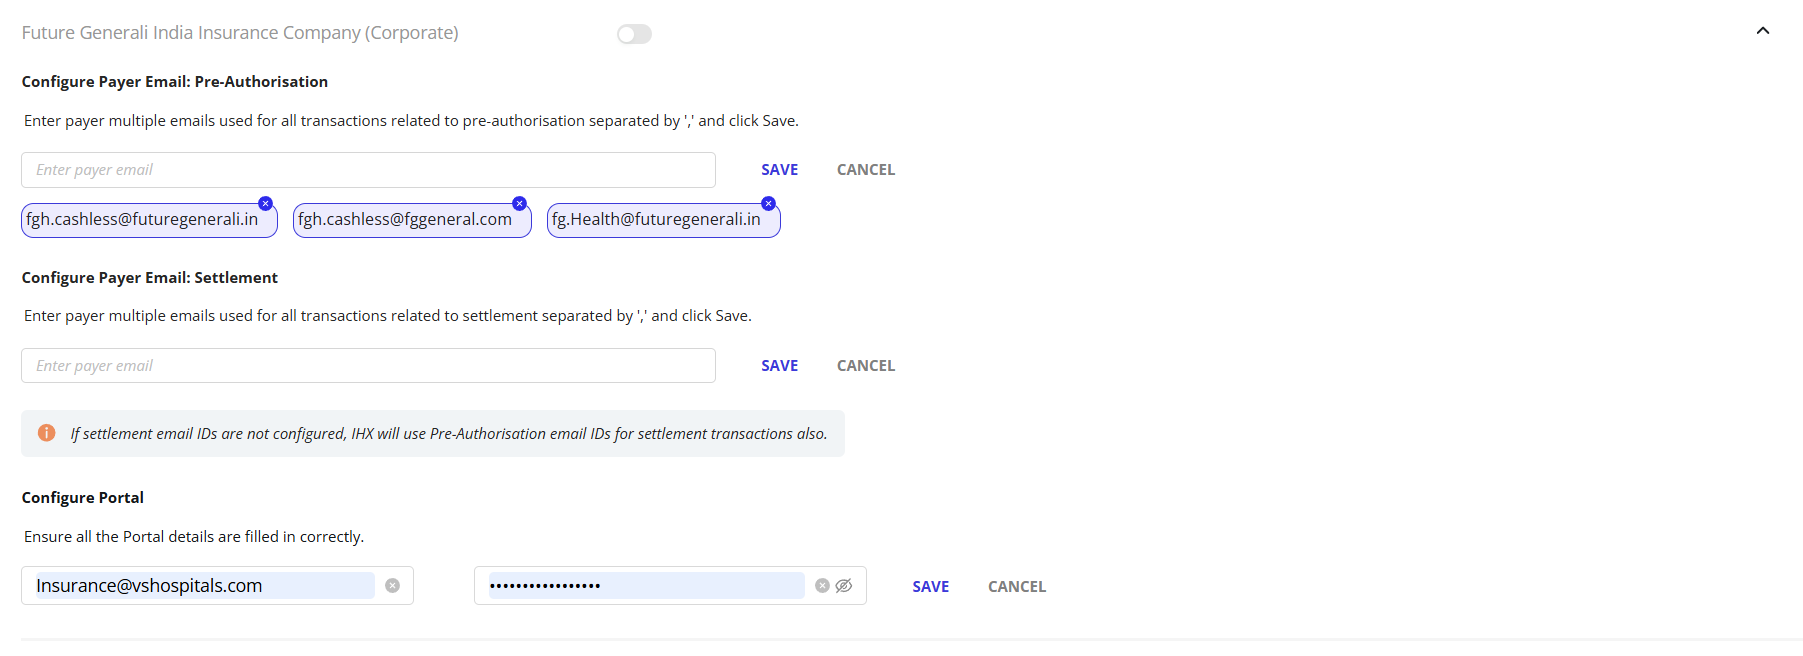 Future Generali India Insurance Company (Corporate)
Configure Payer Email: Pre-Authorisation
Enter payer multiple emails used for all transactions related to pre-authorisation separated by ',' and click Save.
Enter payer email SAVE CANCEL
fgh.cashless@futuregenerali.in fgh.cashless@fggeneral.com fg.Health@futuregenerali.in
Configure Payer Email: Settlement
Enter payer multiple emails used for all transactions related to settlement separated by ',' and click Save.
Enter payer email SAVE CANCEL
If settlement email IDs are not configured, IHX will use Pre-Authorisation email IDs for settlement transactions also.
Configure Portal
Ensure all the Portal details are filled in correctly.
Insurance@vshospitals.com ••••••••••••••••• SAVE CANCEL